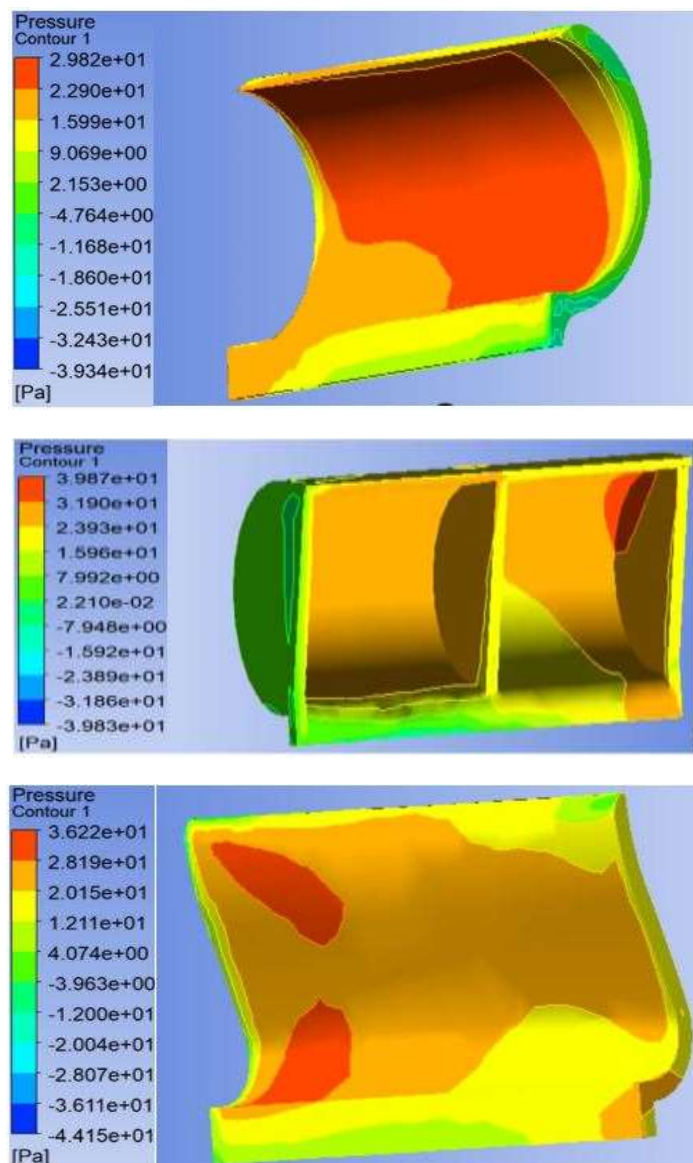 Pressure
Contour 1
2.982e+01
2.290e+01
1.599e+01
9.069e+00
2.153e+00
-4.764e+00
-1.168e+01
-1.860e+01
-2.551e+01
-3.243e+01
-3.934e+01
[Pa]
Pressure
Contour 1
3.987e+01
3.190e+01
2.393e+01
1.596e+01
7.992e+00
2.210e-02
-7.948e+00
-1.592e+01
-2.389e+01
-3.186e+01
-3.983e+01
[Pa]
Pressure
Contour 1
3.622e+01
2.819e+01
2.015e+01
1.211e+01
4.074e+00
-3.963e+00
-1.200e+01
-2.004e+01
-2.807e+01
-3.611e+01
-4.415e+01
[Pa]